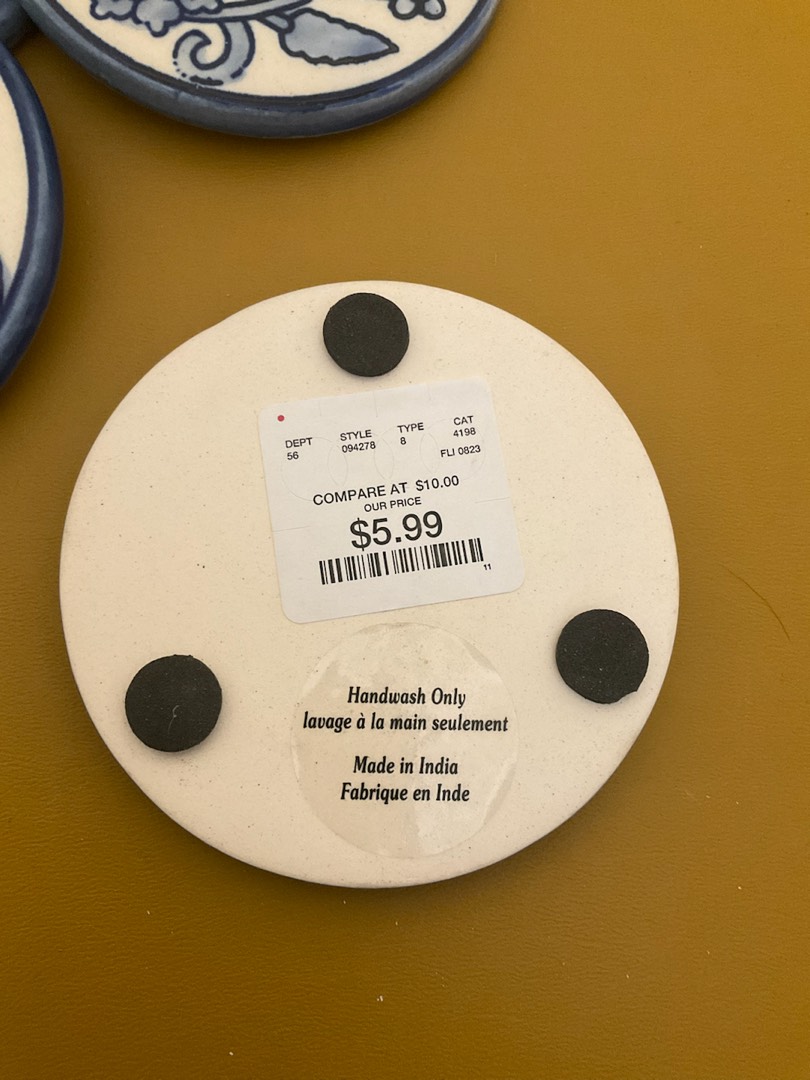 DEPT STYLE TYPE CAT
56 094278 8 4198
FLI 0823
COMPARE AT $10.00
OUR PRICE
$5.99
11
Handwash Only
lavage à la main seulement
Made in India
Fabrique en Inde